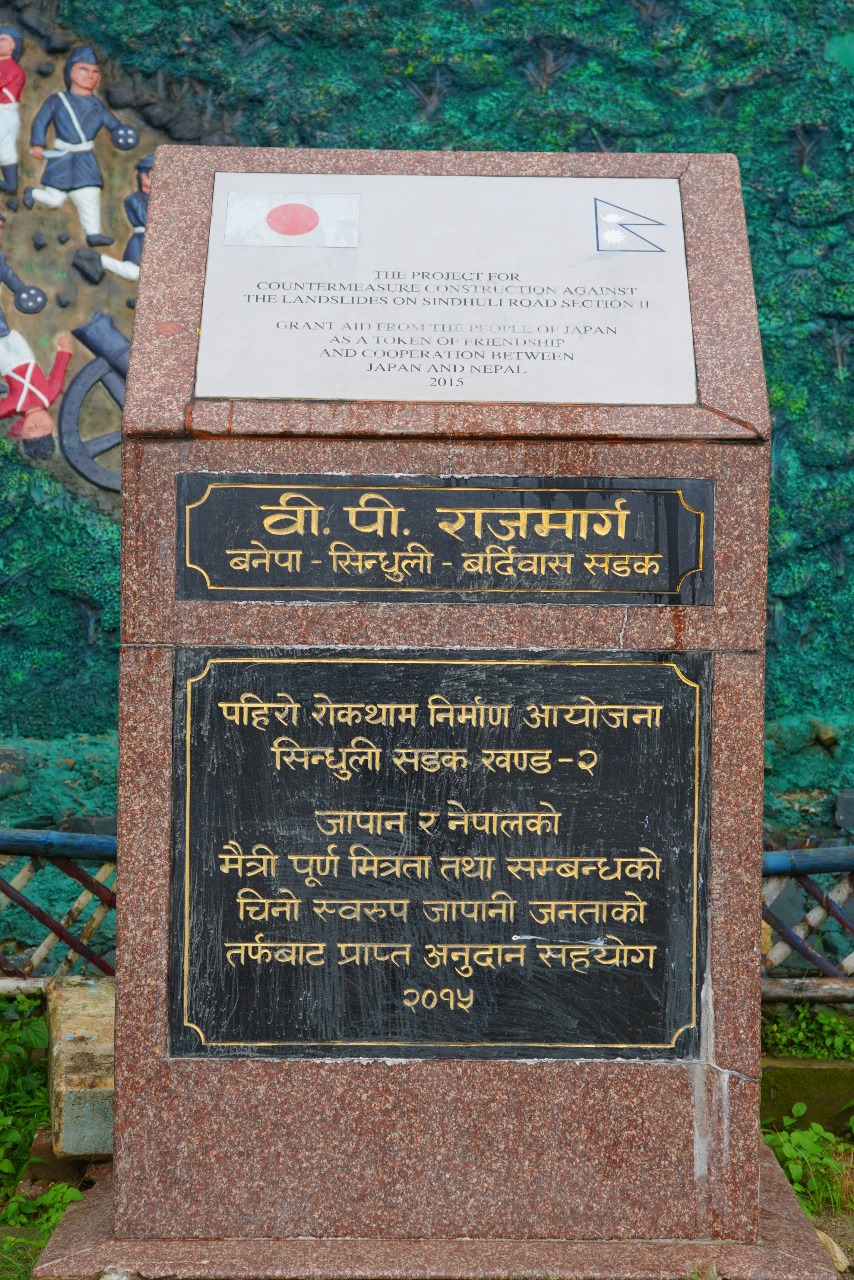 THE PROJECT FOR
COUNTERMEASURE CONSTRUCTION AGAINST
THE LANDSLIDES ON SINDHULI ROAD SECTION II
GRANT AID FROM THE PEOPLE OF JAPAN
AS A TOKEN OF FRIENDSHIP
AND COOPERATION BETWEEN
JAPAN AND NEPAL
2015
वी. पी. राजमार्ग
बनेपा - सिन्धुली - बर्दिवास सडक
पहिरो रोकथाम निर्माण आयोजना
सिन्धुली सडक खण्ड-२
जापान र नेपालको
मैत्री पूर्ण मित्रता तथा सम्बन्धको
चिनो स्वरुप जापानी जनताको
तर्फबाट प्राप्त अनुदान सहयोग
२०१५